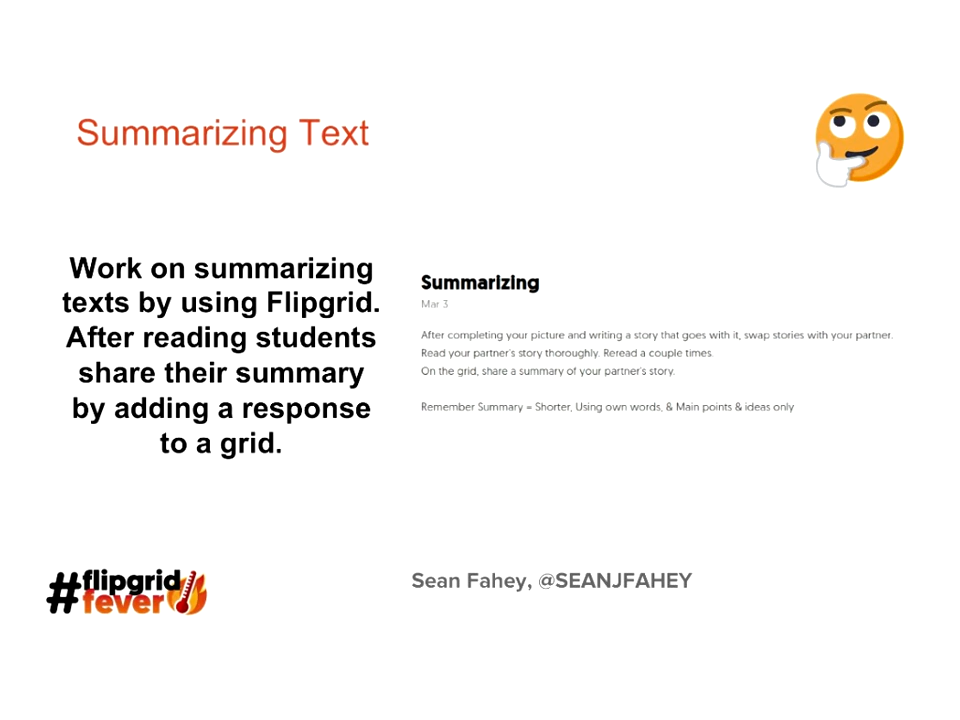 Summarizing Text
Work on summarizing
texts by using Flipgrid.
After reading students
share their summary
by adding a response
to a grid.
Summarizing
Mar 3
After completing your picture and writing a story that goes with it, swap stories with your partner.
Read your partner's story thoroughly. Reread a couple times.
On the grid, share a summary of your partner's story.
Remember Summary = Shorter, Using own words, & Main points & ideas only
#flipgrid
fever
Sean Fahey, @SEANJFAHEY